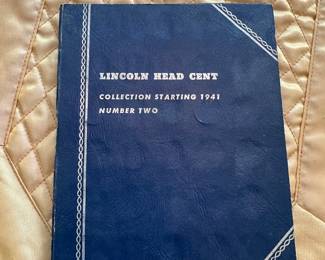 LINCOLN HEAD CENT
COLLECTION STARTING 1941
NUMBER TWO